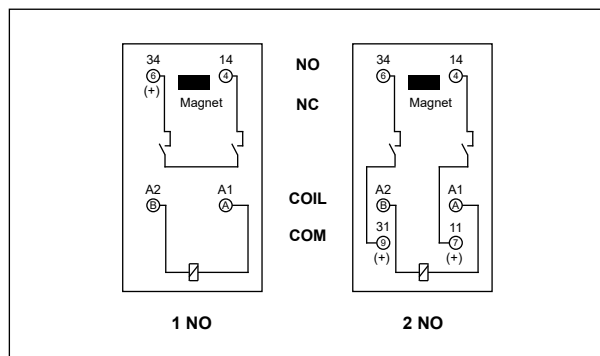 34 14 NO 34 14
6 4 6 4
(+) Magnet NC Magnet
A2 A1 COIL A2 A1
B A B A
COM 31 11
9 7
(+) (+)
1 NO 2 NO